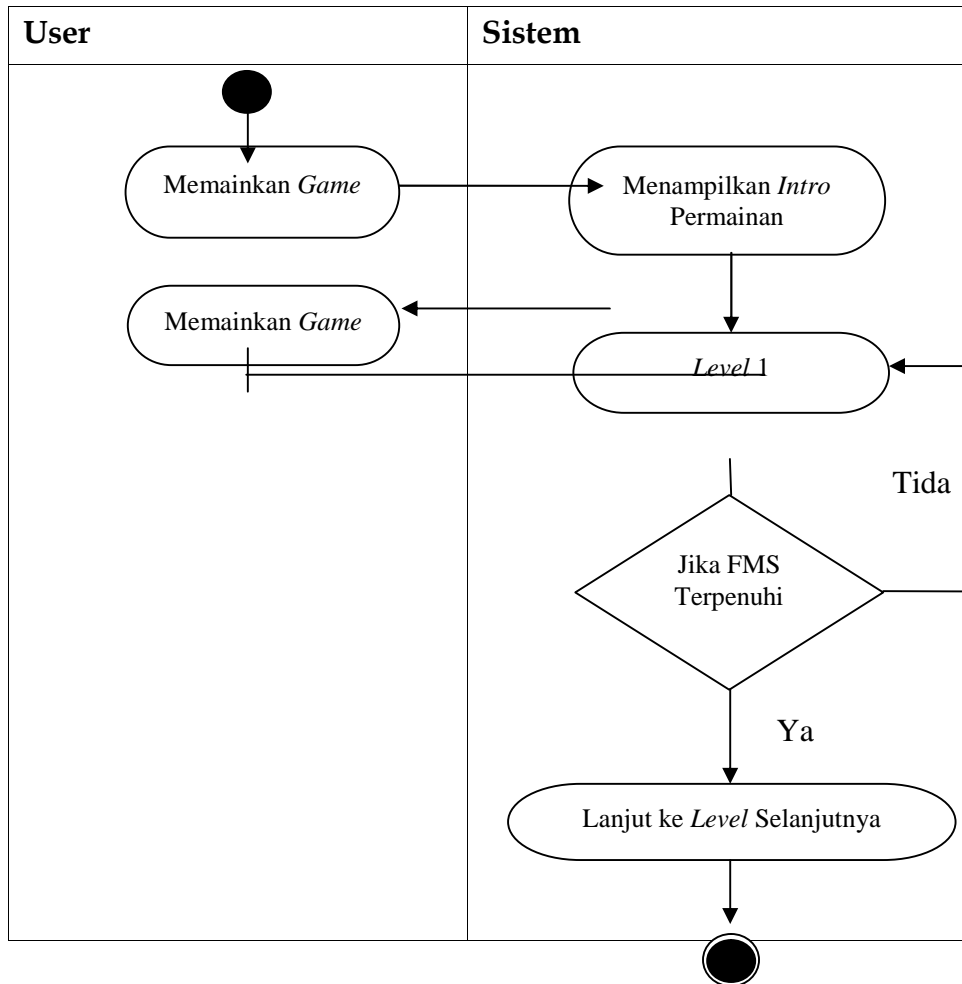 User
Sistem
Memainkan Game
Menampilkan Intro
Permainan
Memainkan Game
Level 1
Tida
Jika FMS
Terpenuhi
Ya
Lanjut ke Level Selanjutnya